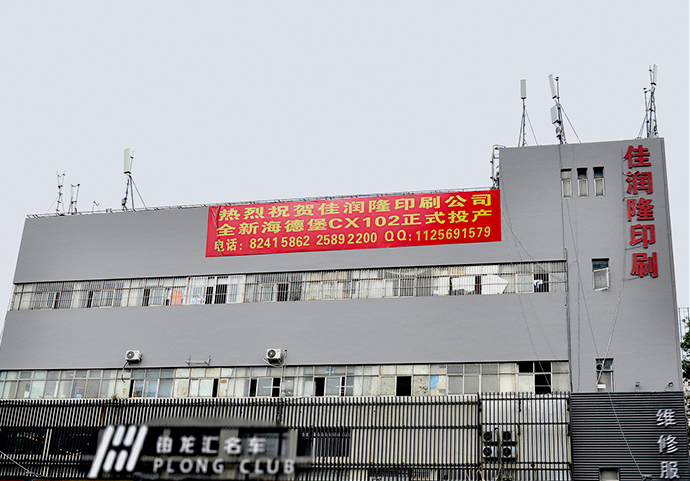 热烈祝贺佳润隆印刷公司
全新海德堡CX102正式投产
电话: 82415862 25892200 QQ: 1125691579
佳润隆印刷
铂龙汇名车
PLONG CLUB
维修服